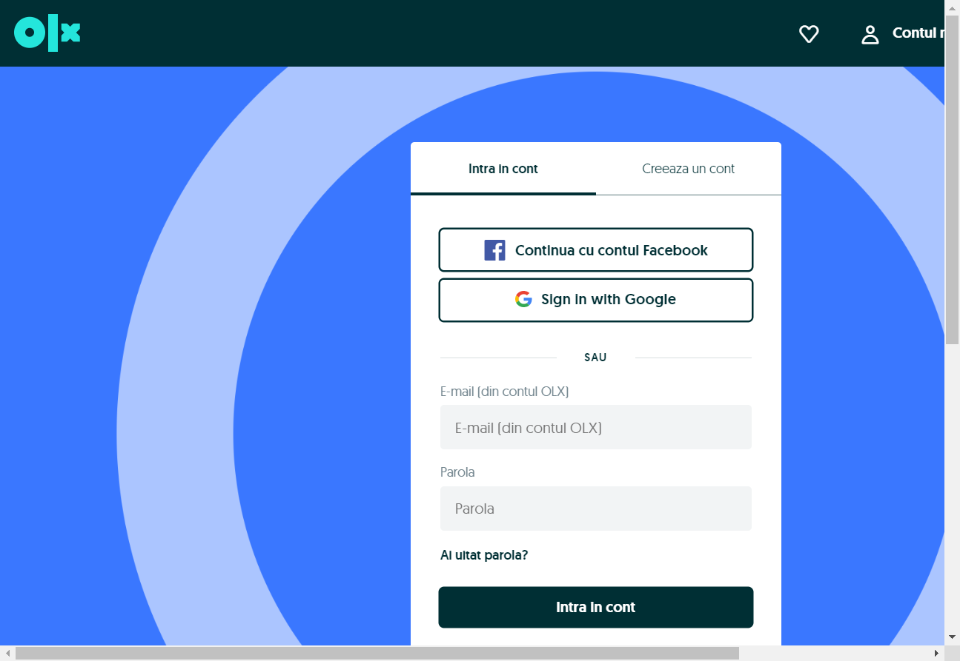 olx
Contul
Intra in cont
Creeaza un cont
Continua cu contul Facebook
Sign in with Google
SAU
E-mail (din contul OLX)
E-mail (din contul OLX)
Parola
Parola
Ai uitat parola?
Intra in cont